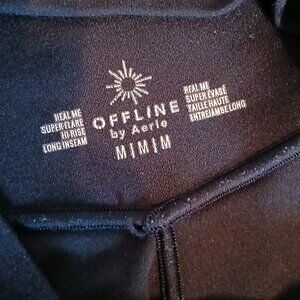 REAL ME
SUPER FLARE
HI RISE
LONG INSEAM
OFFLINE
by Aerie
M|M|M
REAL ME
SUPER ÉVASÉ
TAILLE HAUTE
ENTREJAMBE LONG